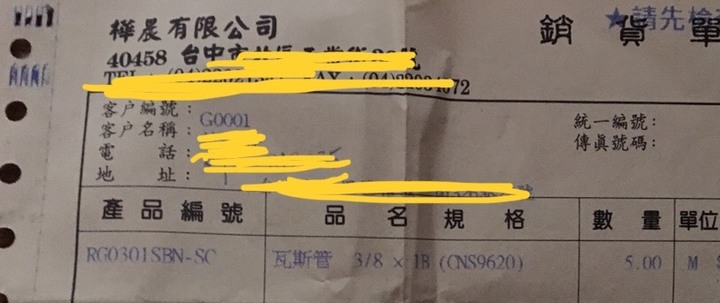 樺晨有限公司
銷貨單
★請先檢
40458 台中市
客户編號：G0001
客户名稱：
電話：
地址：
統一編號：
傳眞號碼：
產品編號 品名規格 數量 單位
RG0301SBN-SC 瓦斯管 3/8 × 1B (CNS9620) 5.00 M